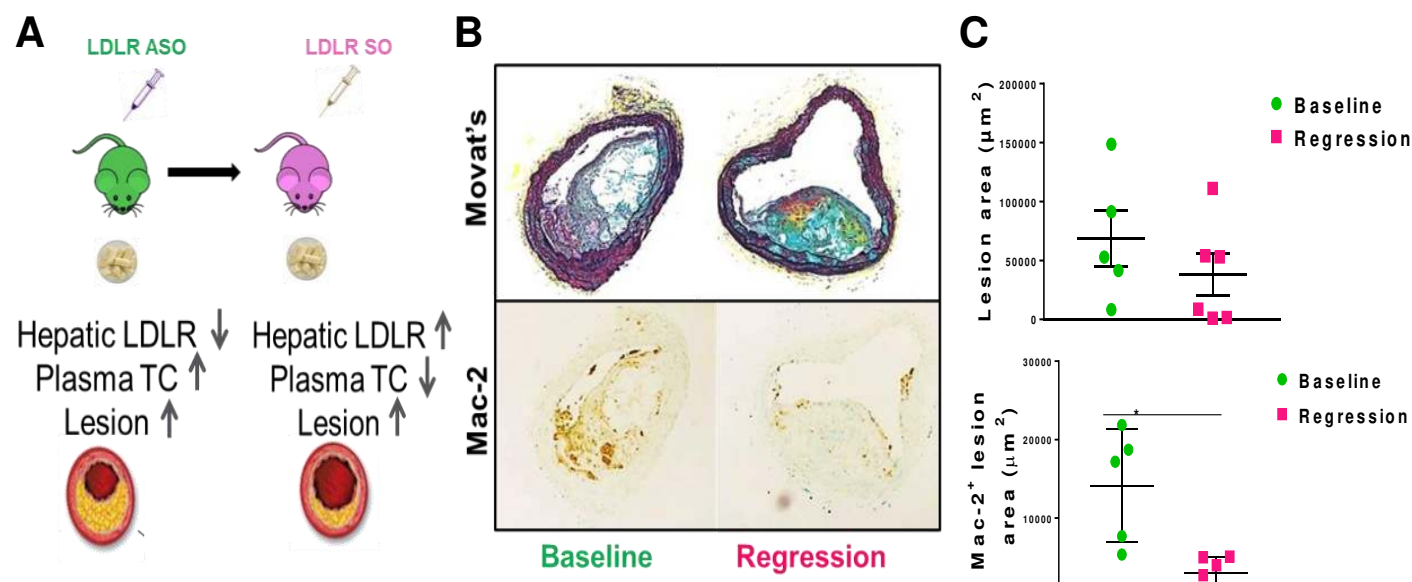 A
LDLR ASO
LDLR SO
Hepatic LDLR ↓
Plasma TC ↑
Lesion ↑
Hepatic LDLR ↑
Plasma TC ↓
Lesion ↑
B
Movat's
Mac-2
Baseline
Regression
C
Lesion area (µm²)
200000
150000
100000
50000
0
Baseline
Regression
Mac-2⁺ lesion
area (µm²)
30000
20000
10000
*
Baseline
Regression